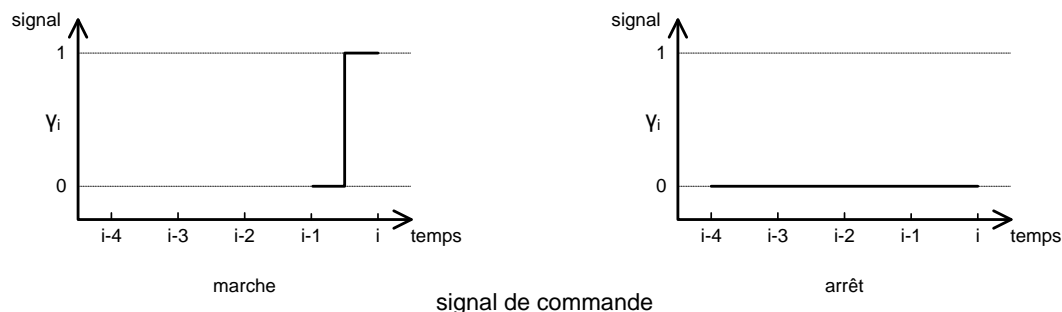 signal
1
γi
0
i-4 i-3 i-2 i-1 i temps
marche
signal
1
γi
0
i-4 i-3 i-2 i-1 i temps
arrêt
signal de commande